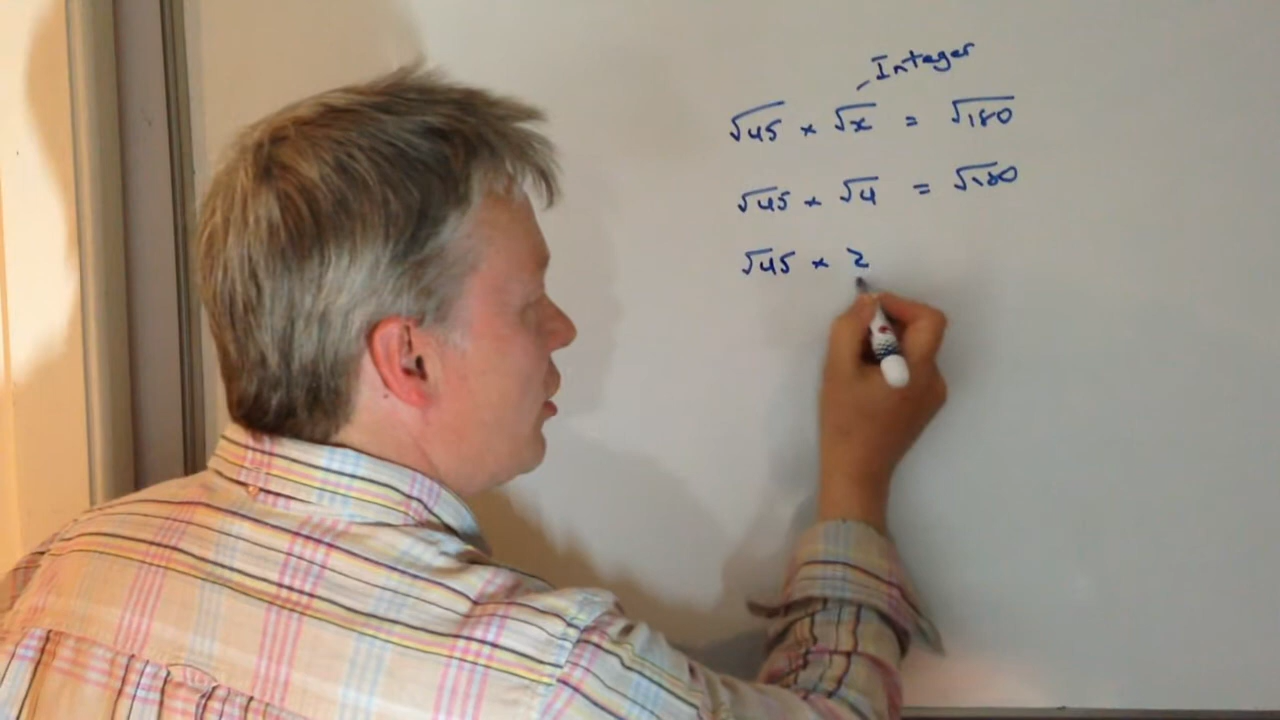 Integer
√45 × √x = √180
√45 × √4 = √180
√45 × 2